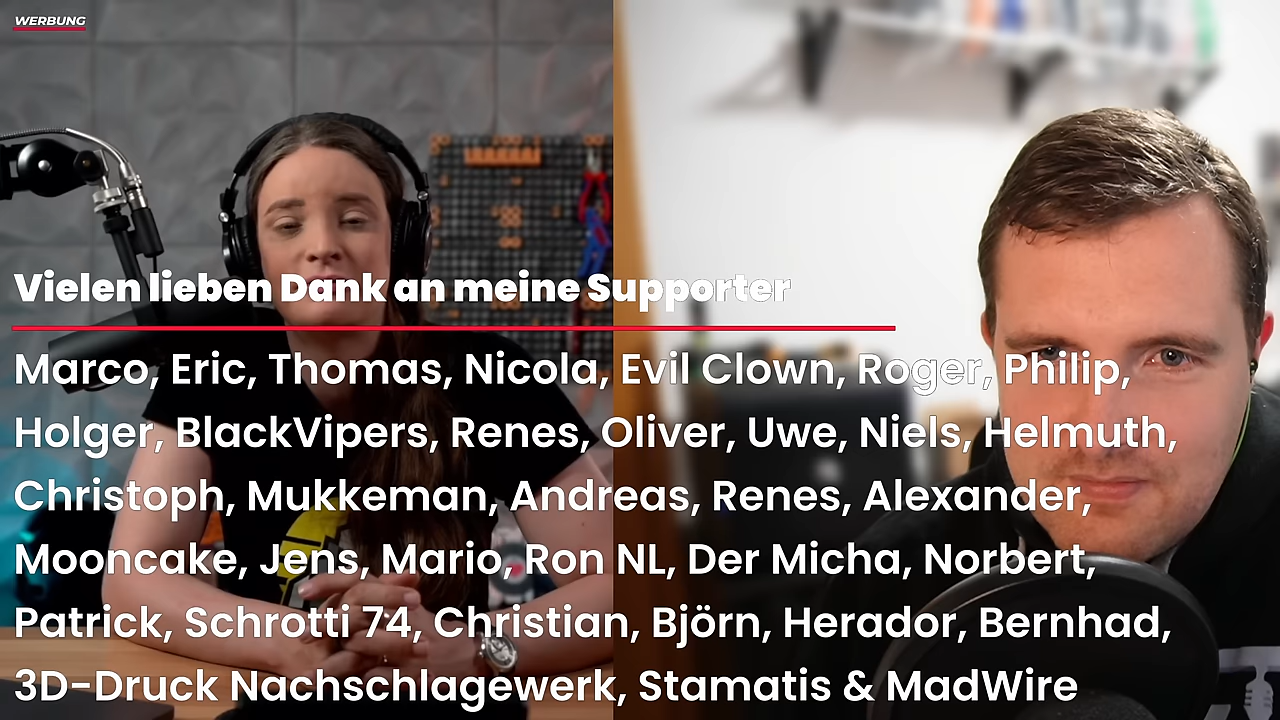 WERBUNG
Vielen lieben Dank an meine Supporter
Marco, Eric, Thomas, Nicola, Evil Clown, Roger, Philip,
Holger, BlackVipers, Renes, Oliver, Uwe, Niels, Helmuth,
Christoph, Mukkeman, Andreas, Renes, Alexander,
Mooncake, Jens, Mario, Ron NL, Der Micha, Norbert,
Patrick, Schrotti 74, Christian, Björn, Herador, Bernhad,
3D-Druck Nachschlagewerk, Stamatis & MadWire